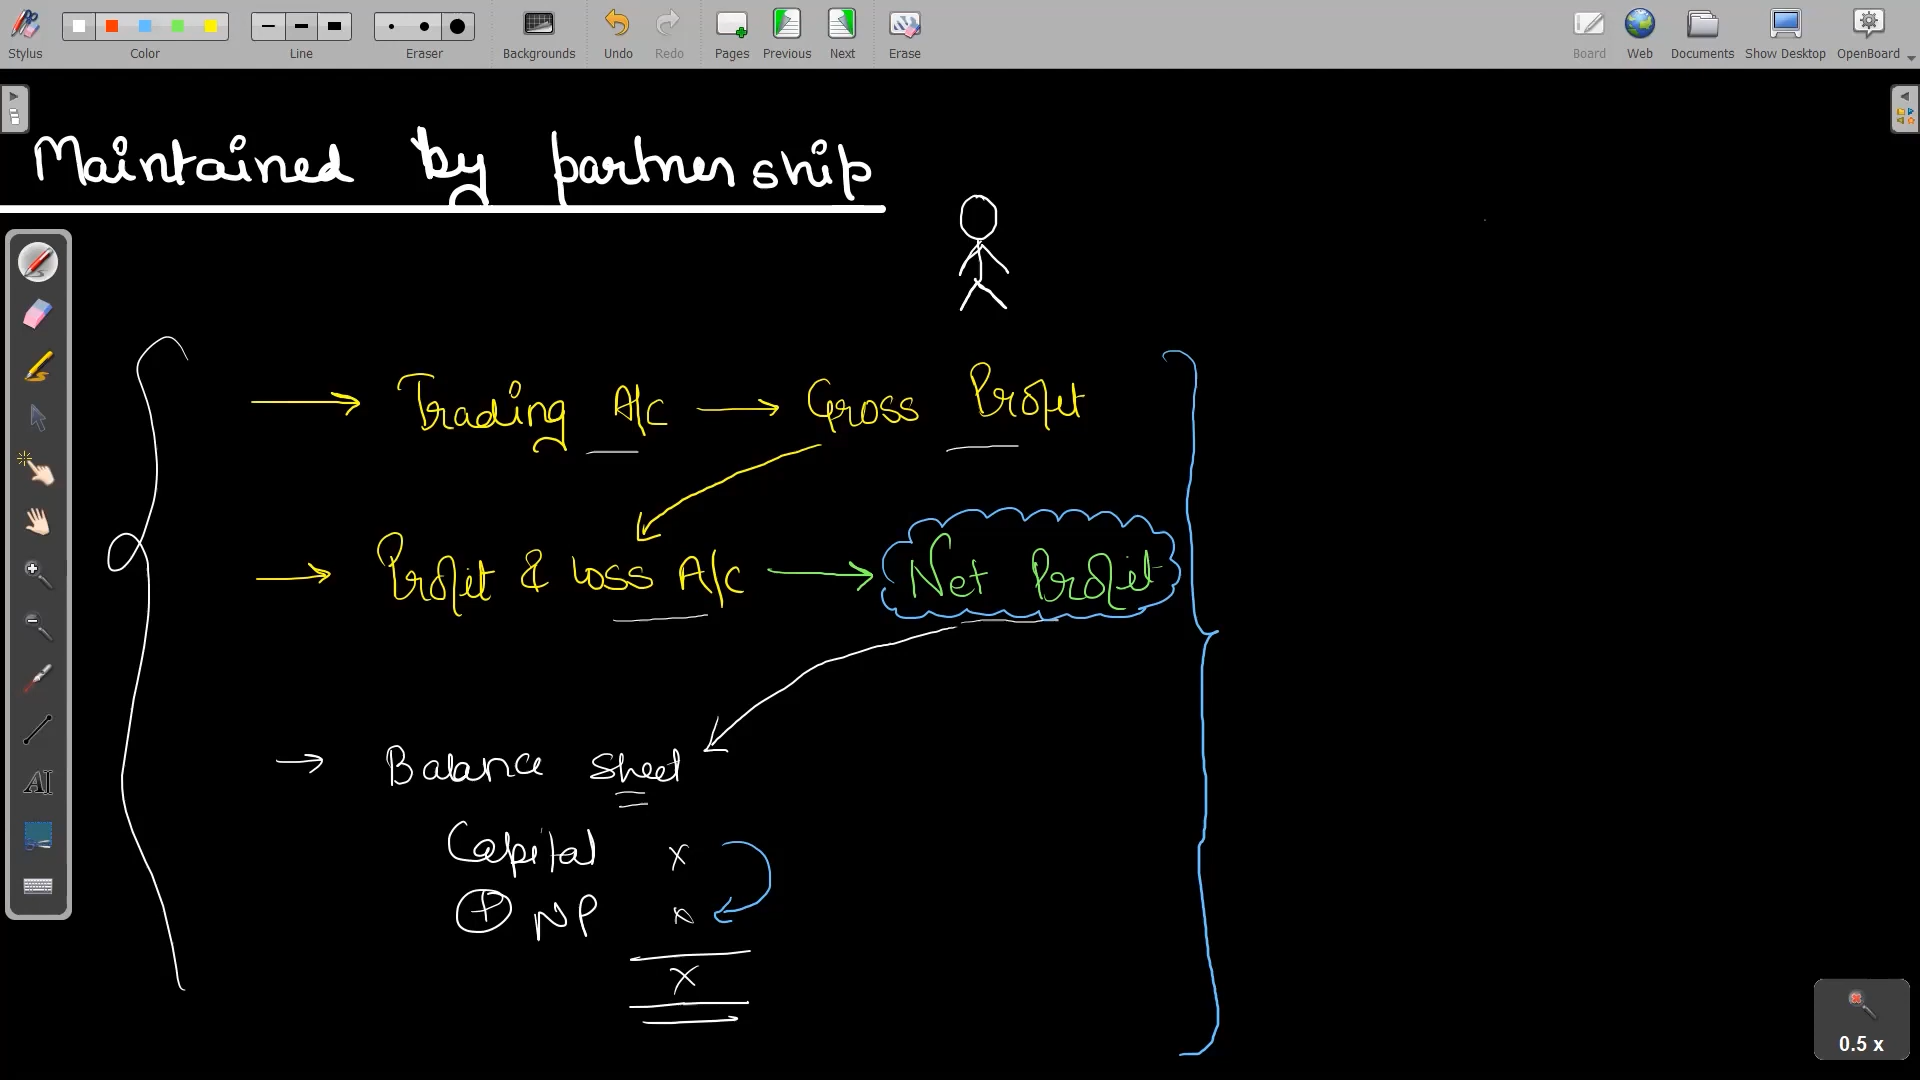 Stylus Color Line Eraser Backgrounds Undo Redo Pages Previous Next Erase Board Web Documents Show Desktop OpenBoard
Maintained by partnership
→ Trading A/c → Gross Profit
→ Profit & Loss A/c → Net Profit
→ Balance sheet
Capital x
+ NP x
x
AI
0.5 x